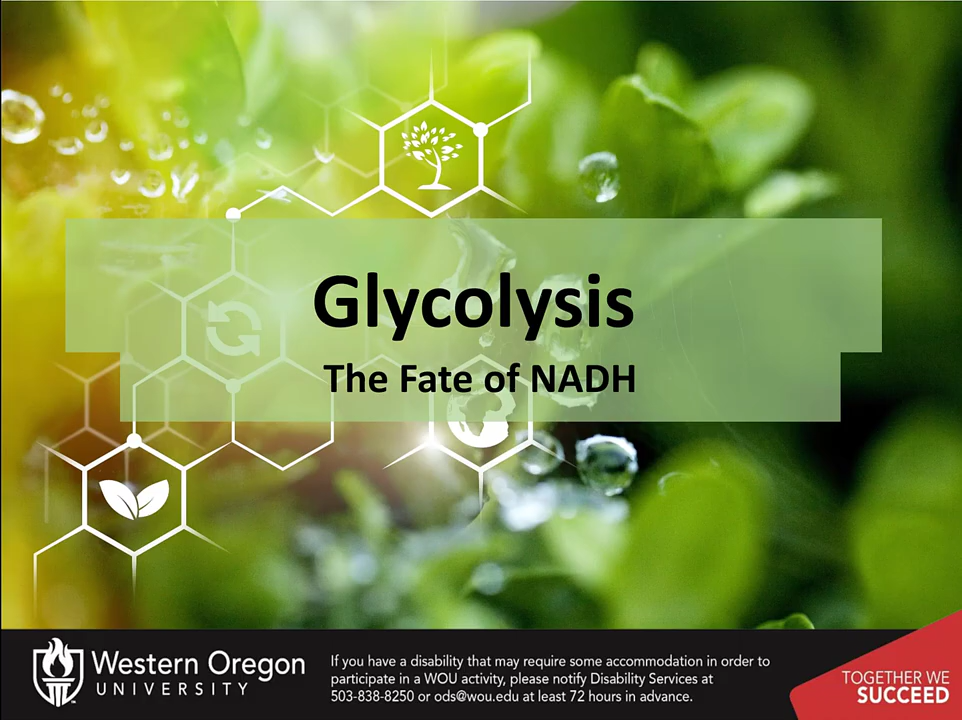 Glycolysis
The Fate of NADH
Western Oregon
UNIVERSITY
If you have a disability that may require some accommodation in order to
participate in a WOU activity, please notify Disability Services at
503-838-8250 or ods@wou.edu at least 72 hours in advance.
TOGETHER WE
SUCCEED